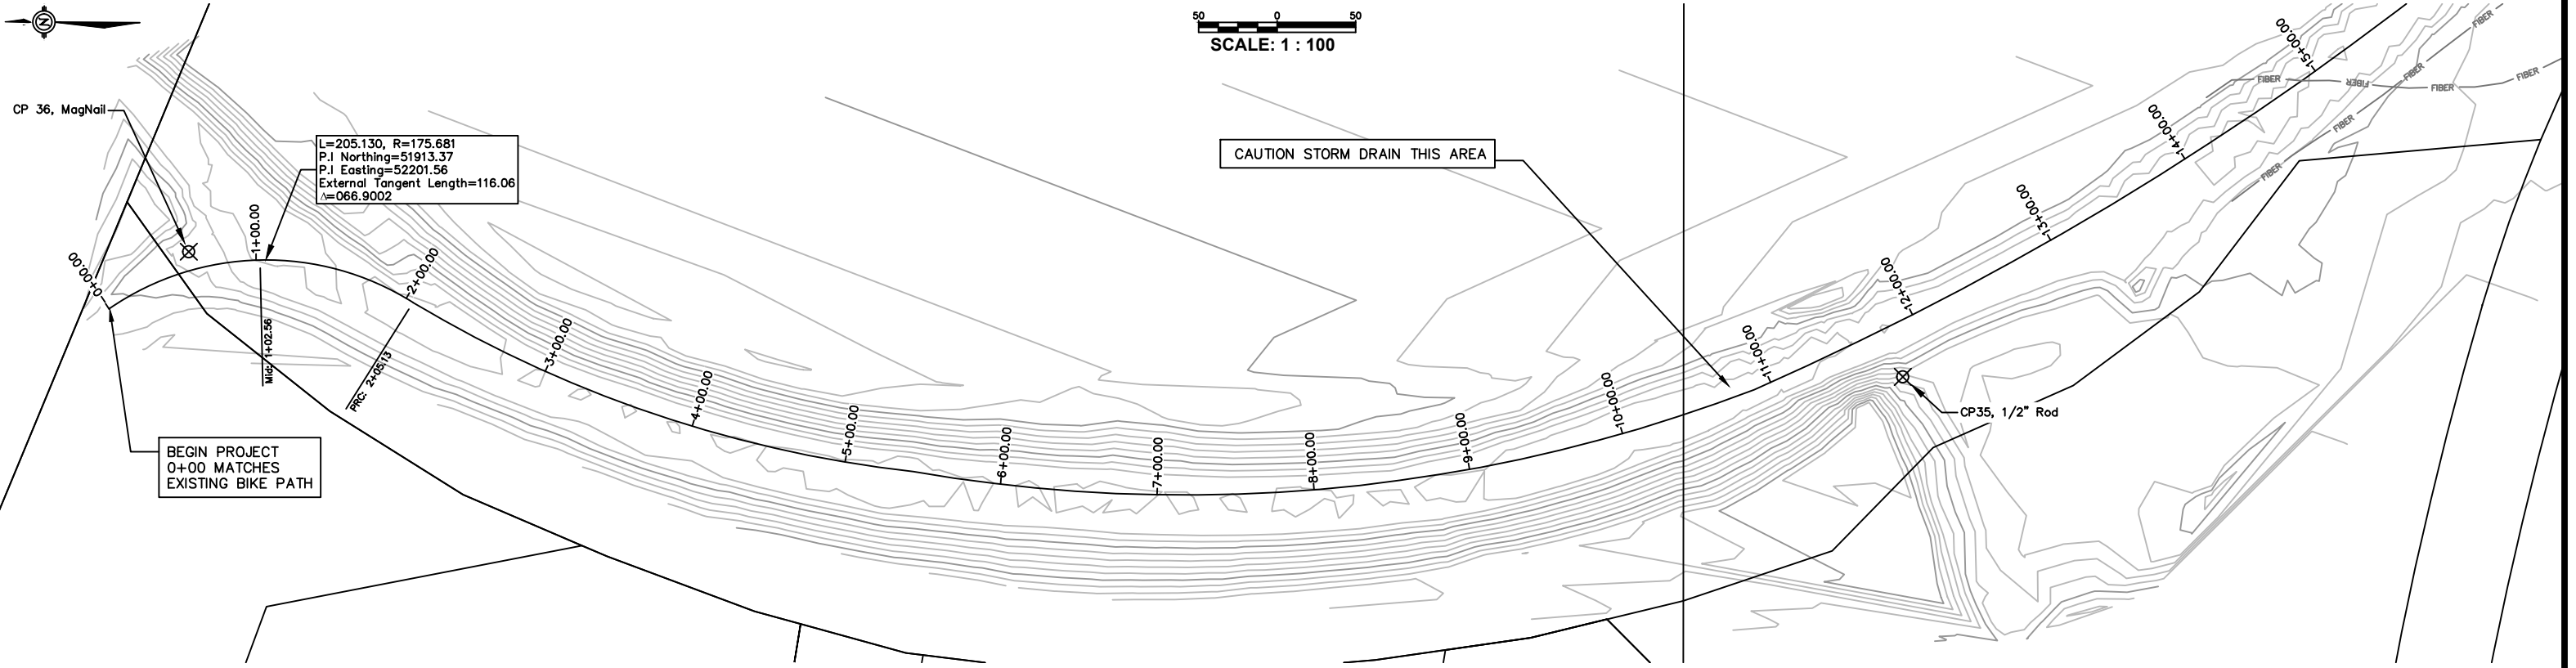 N
50 0 50
SCALE: 1 : 100
CP 36, MagNail
L=205.130, R=175.681
P.I Northing=51913.37
P.I Easting=52201.56
External Tangent Length=116.06
Δ=066.9002
CAUTION STORM DRAIN THIS AREA
0+00.00
1+00.00
2+00.00
3+00.00
4+00.00
5+00.00
6+00.00
7+00.00
8+00.00
9+00.00
10+00.00
11+00.00
12+00.00
13+00.00
14+00.00
15+00.00
Mid: 1+02.56
PRC: 2+05.13
BEGIN PROJECT
0+00 MATCHES
EXISTING BIKE PATH
CP35, 1/2" Rod
FIBER
FIBER
FIBER
FIBER
FIBER
FIBER
FIBER
FIBER